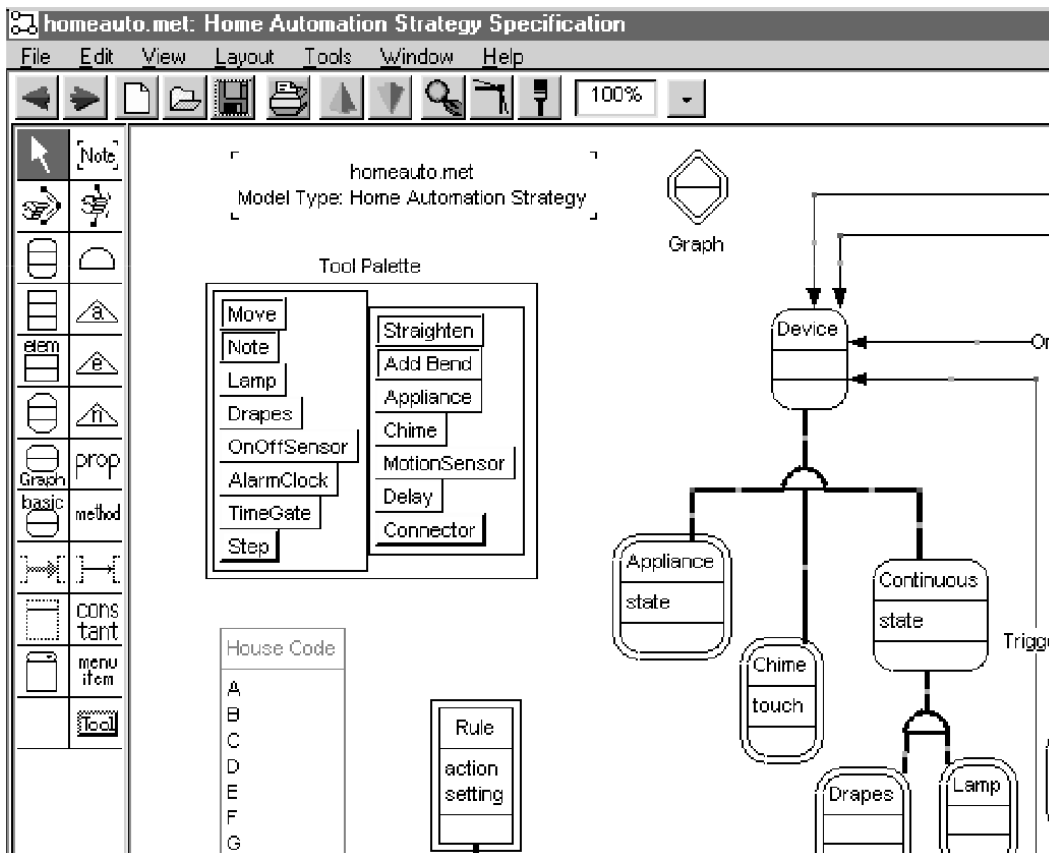 homeauto.met: Home Automation Strategy Specification
File Edit View Layout Tools Window Help
100%
Note
a
elem
e
n
Graph
prop
basic
method
cons
tant
menu
item
Tool
homeauto.met
Model Type: Home Automation Strategy
Graph
Tool Palette
Move
Note
Lamp
Drapes
OnOffSensor
AlarmClock
TimeGate
Step
Straighten
Add Bend
Appliance
Chime
MotionSensor
Delay
Connector
House Code
A
B
C
D
E
F
G
Rule
action
setting
Device
Appliance
state
Chime
touch
Continuous
state
Drapes
Lamp